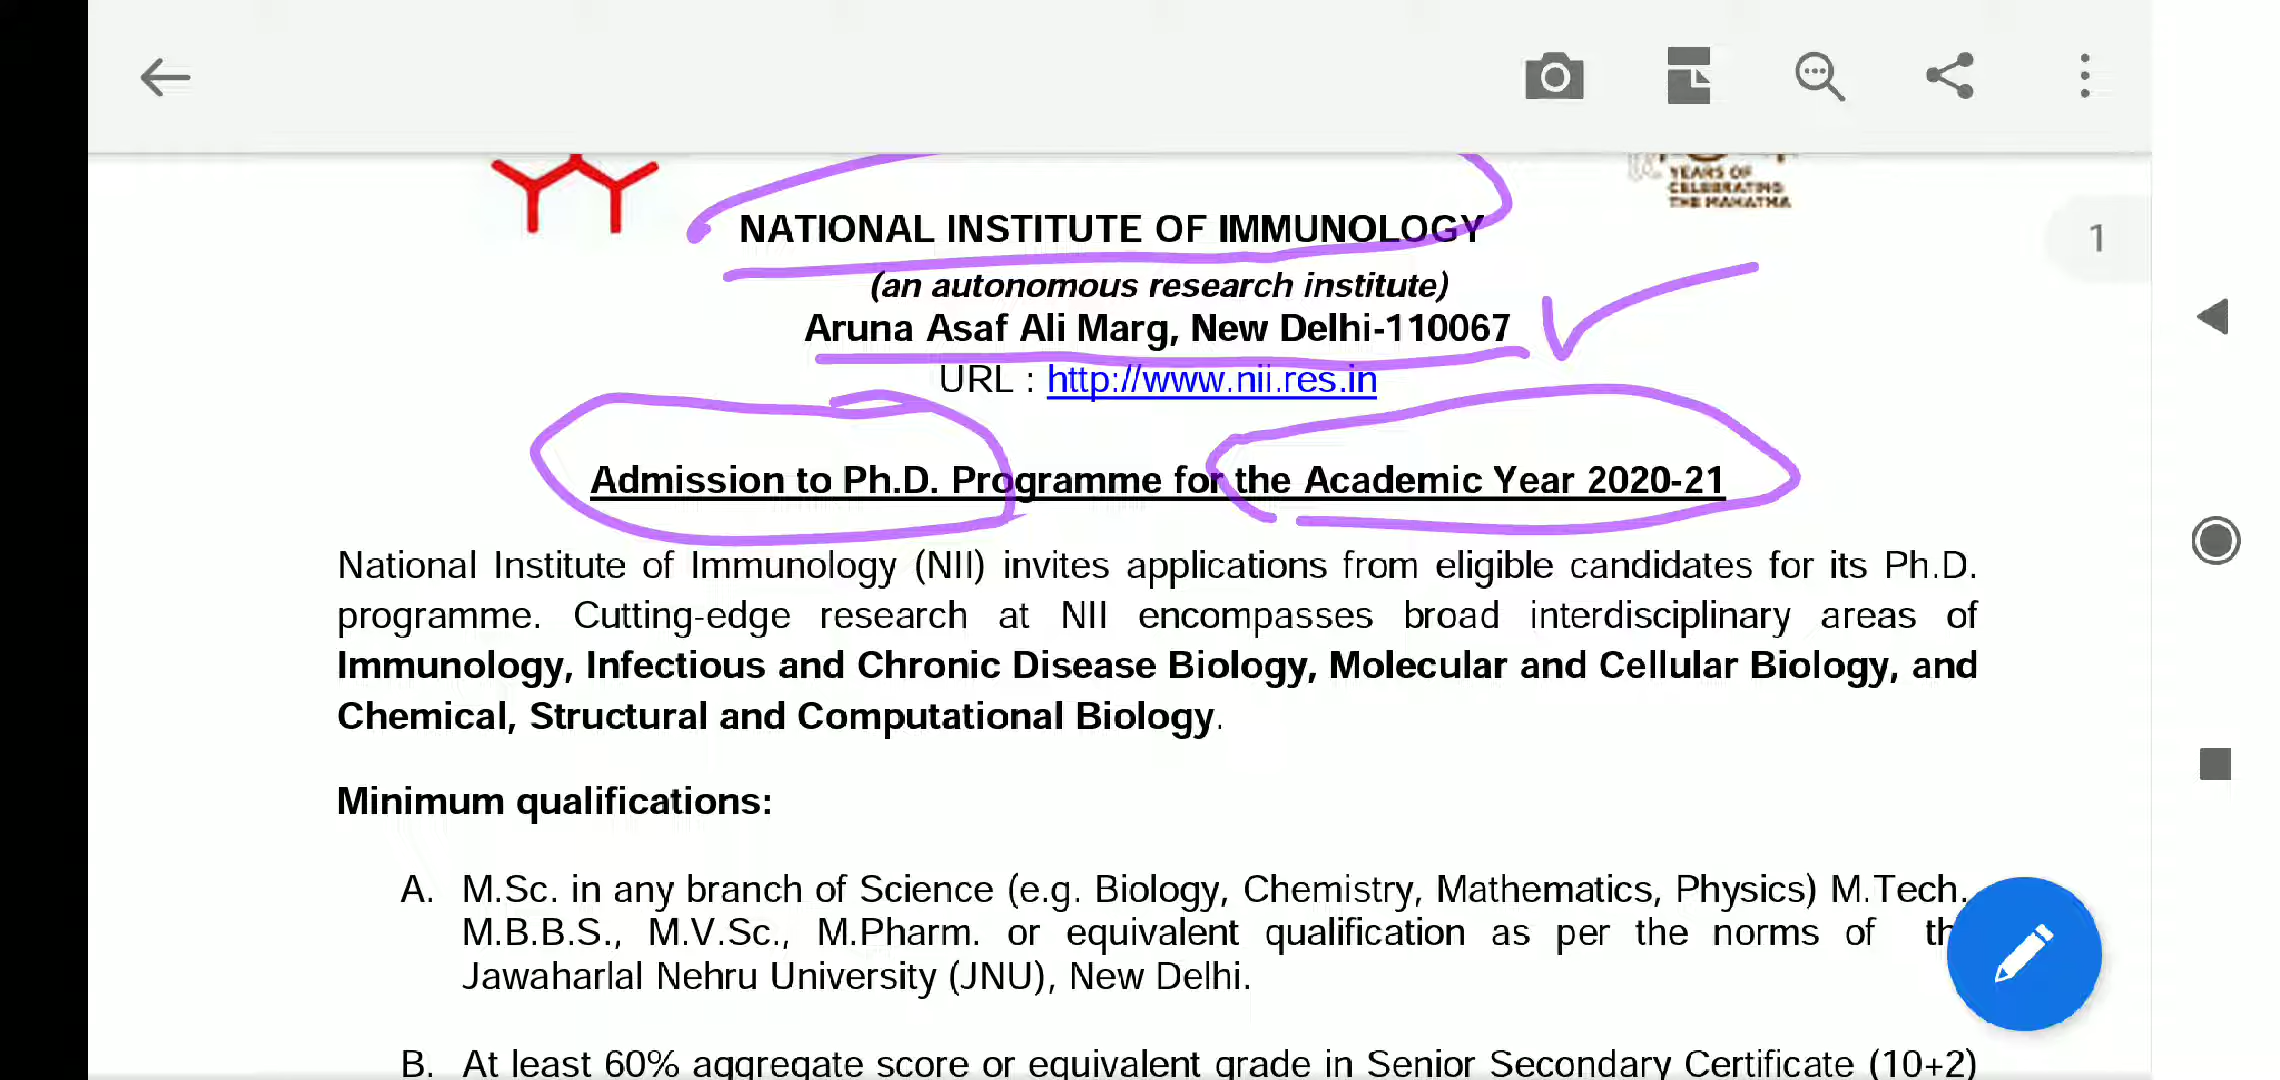 YEARS OF
CELEBRATING
THE MAHATMA
NATIONAL INSTITUTE OF IMMUNOLOGY
1
(an autonomous research institute)
Aruna Asaf Ali Marg, New Delhi-110067
URL : http://www.nii.res.in
Admission to Ph.D. Programme for the Academic Year 2020-21
National Institute of Immunology (NII) invites applications from eligible candidates for its Ph.D.
programme. Cutting-edge research at NII encompasses broad interdisciplinary areas of
Immunology, Infectious and Chronic Disease Biology, Molecular and Cellular Biology, and
Chemical, Structural and Computational Biology.
Minimum qualifications:
A. M.Sc. in any branch of Science (e.g. Biology, Chemistry, Mathematics, Physics) M.Tech.
M.B.B.S., M.V.Sc., M.Pharm. or equivalent qualification as per the norms of
Jawaharlal Nehru University (JNU), New Delhi.
B. At least 60% aggregate score or equivalent grade in Senior Secondary Certificate (10+2)